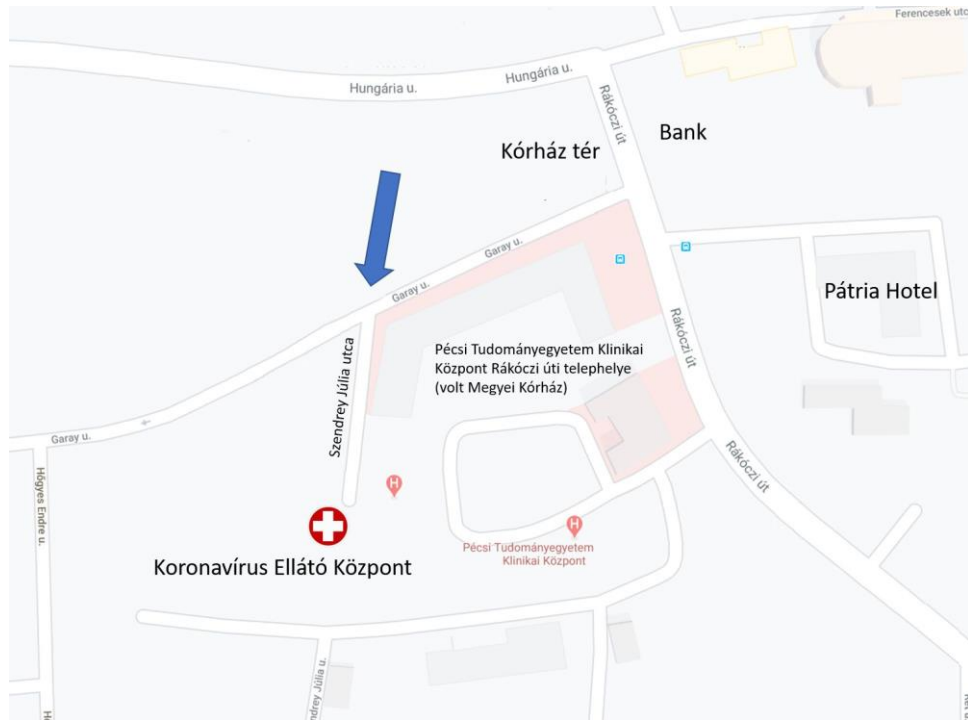 Ferencesek utc
Hungária u.
Hungária u.
Rákóczi út
Bank
Kórház tér
Garay u.
Garay u.
Pátria Hotel
Rákóczi út
Pécsi Tudományegyetem Klinikai
Központ Rákóczi úti telephelye
(volt Megyei Kórház)
Szendrey Júlia utca
Garay u.
Rákóczi út
Hőgyes Endre u.
H
H
Pécsi Tudományegyetem
Klinikai Központ
Koronavírus Ellátó Központ
Szendrey Júlia u.